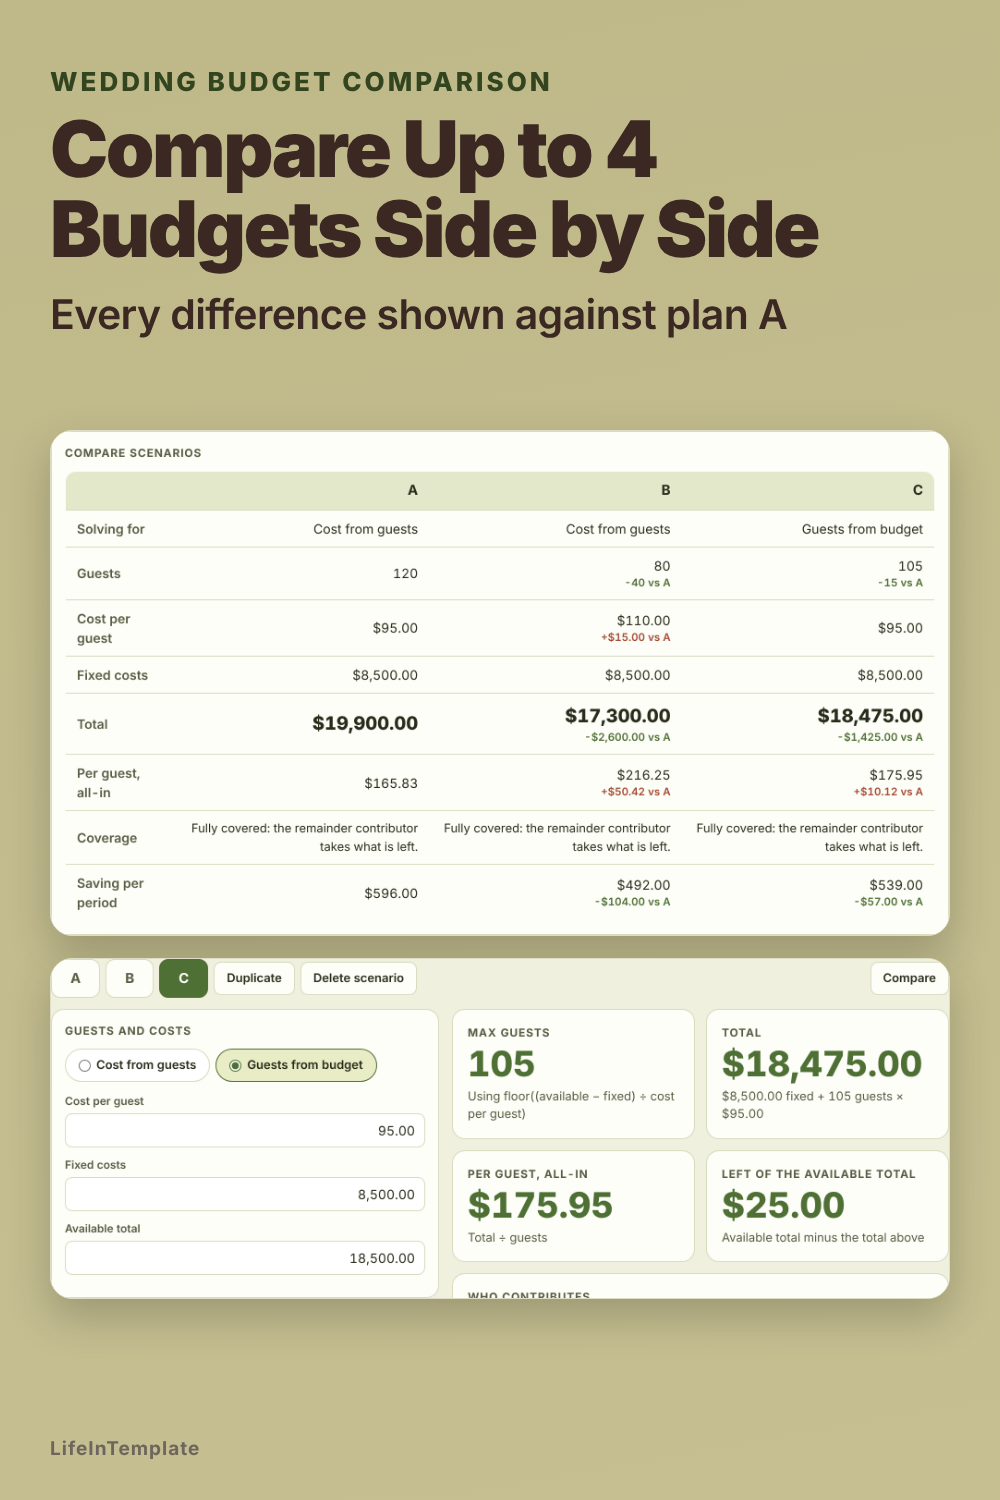 WEDDING BUDGET COMPARISON
Compare Up to 4
Budgets Side by Side
Every difference shown against plan A
COMPARE SCENARIOS
A B C
Solving for Cost from guests Cost from guests Guests from budget
Guests 120 80 105
-40 vs A -15 vs A
Cost per guest $95.00 $110.00 $95.00
+$15.00 vs A
Fixed costs $8,500.00 $8,500.00 $8,500.00
Total $19,900.00 $17,300.00 $18,475.00
-$2,600.00 vs A -$1,425.00 vs A
Per guest, all-in $165.83 $216.25 $175.95
+$50.42 vs A +$10.12 vs A
Coverage Fully covered: the remainder contributor takes what is left. Fully covered: the remainder contributor takes what is left. Fully covered: the remainder contributor takes what is left.
Saving per period $596.00 $492.00 $539.00
-$104.00 vs A -$57.00 vs A
A B C Duplicate Delete scenario Compare
GUESTS AND COSTS
Cost from guests Guests from budget
Cost per guest
95.00
Fixed costs
8,500.00
Available total
18,500.00
MAX GUESTS
105
Using floor((available − fixed) ÷ cost
per guest)
TOTAL
$18,475.00
$8,500.00 fixed + 105 guests ×
$95.00
PER GUEST, ALL-IN
$175.95
Total ÷ guests
LEFT OF THE AVAILABLE TOTAL
$25.00
Available total minus the total above
WHO CONTRIBUTES
LifeInTemplate